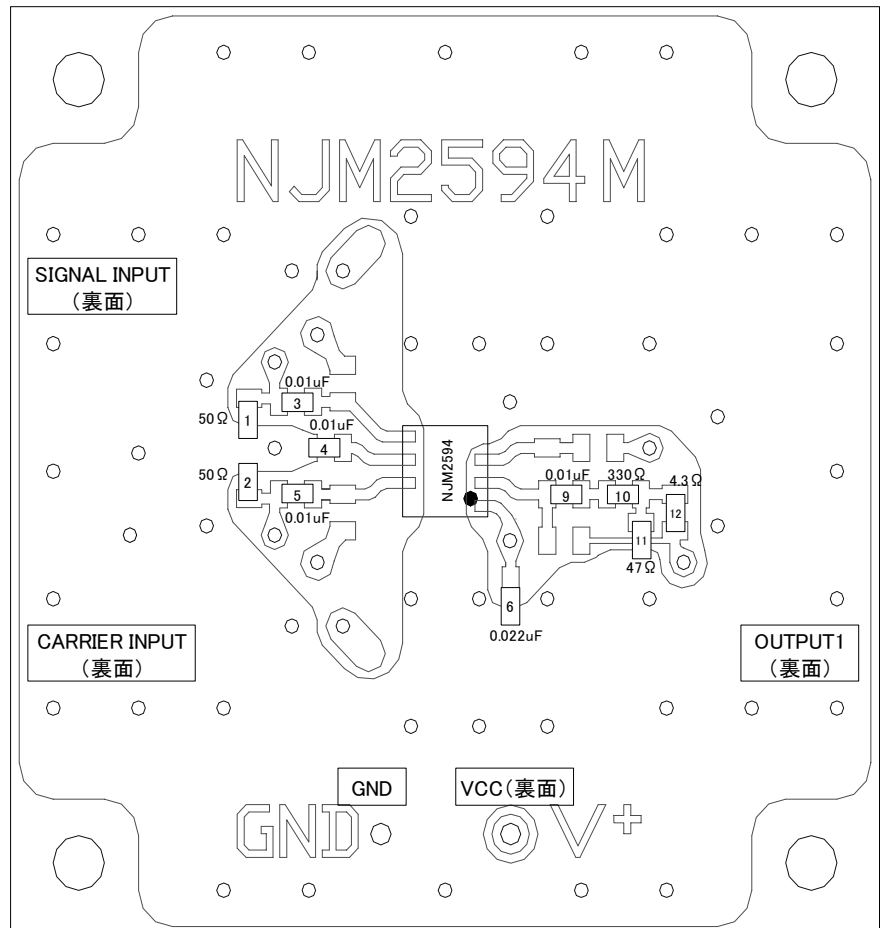 NJM2594M
SIGNAL INPUT
(裏面)
0.01uF
3
50Ω
1
0.01uF
4
50Ω
2
5
0.01uF
NJM2594
0.01uF
9
330Ω
10
4.3Ω
12
11
47Ω
6
0.022uF
CARRIER INPUT
(裏面)
OUTPUT1
(裏面)
GND
VCC(裏面)
GND
V+